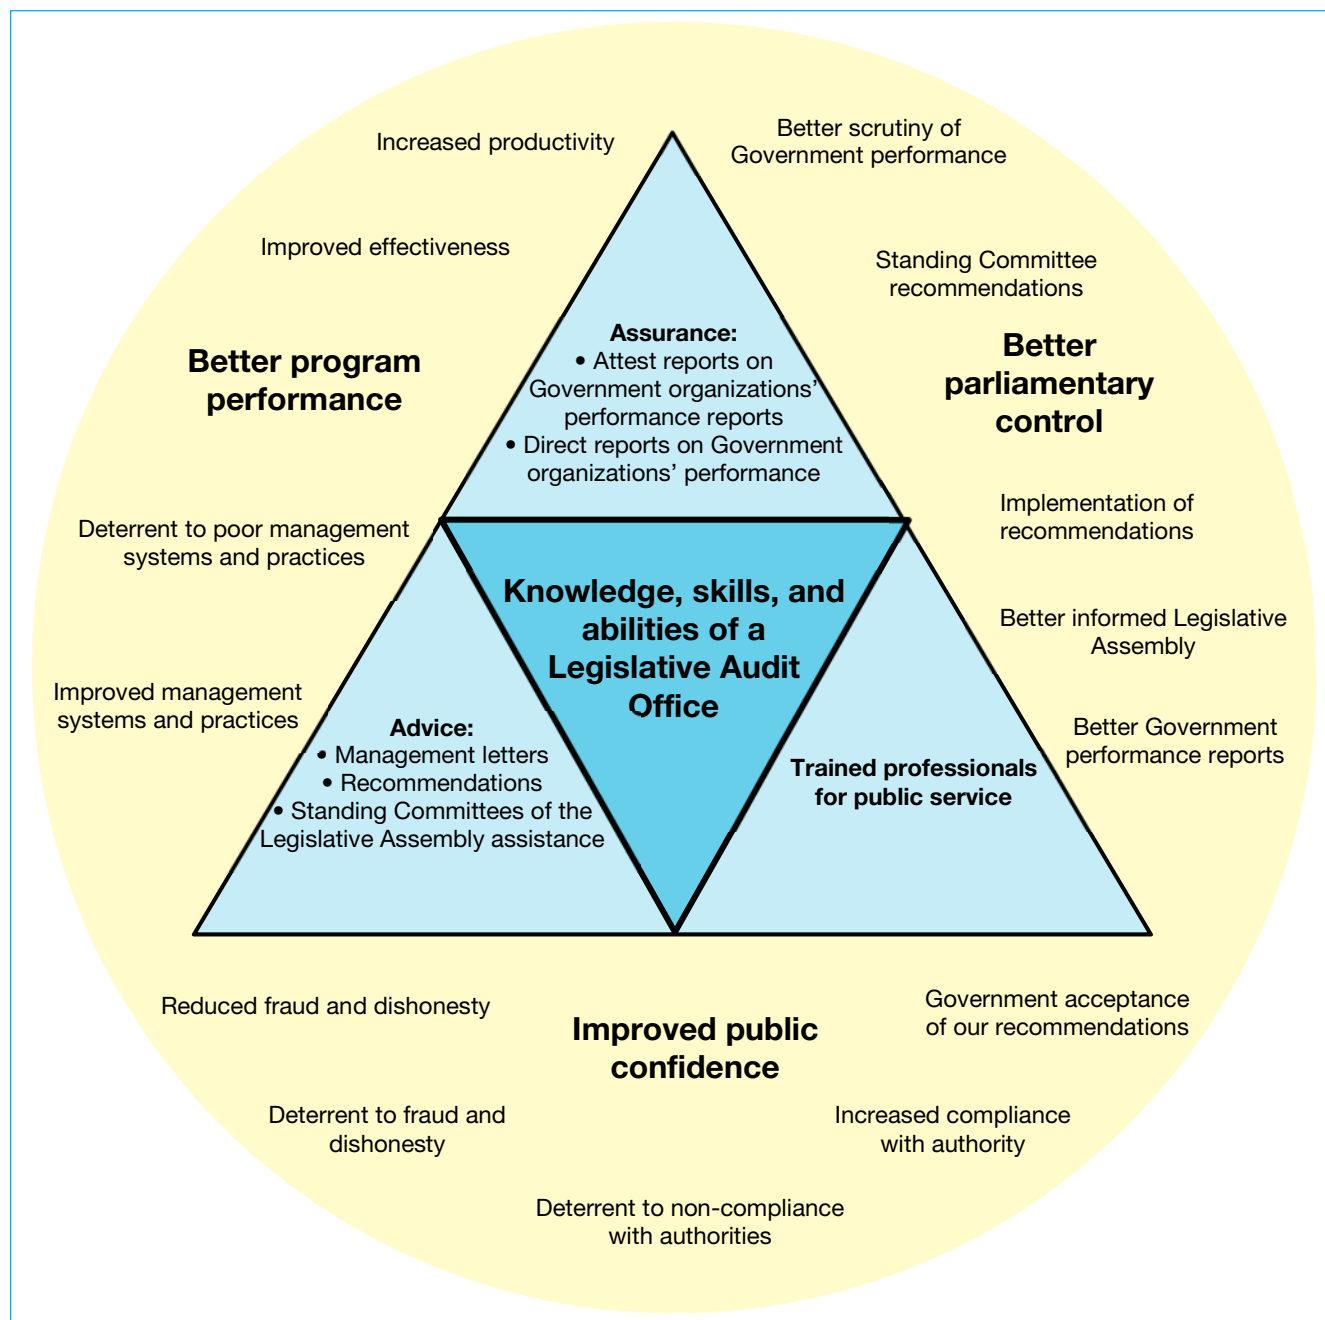 Increased productivity
Better scrutiny of
Government performance
Improved effectiveness
Standing Committee
recommendations
Assurance:
• Attest reports on
Government organizations’
performance reports
• Direct reports on Government
organizations’ performance
Better program
performance
Better
parliamentary
control
Deterrent to poor management
systems and practices
Implementation of
recommendations
Knowledge, skills, and
abilities of a
Legislative Audit
Office
Better informed Legislative
Assembly
Improved management
systems and practices
Advice:
• Management letters
• Recommendations
• Standing Committees of the
Legislative Assembly assistance
Trained professionals
for public service
Better Government
performance reports
Reduced fraud and dishonesty
Improved public
confidence
Government acceptance
of our recommendations
Deterrent to fraud and
dishonesty
Increased compliance
with authority
Deterrent to non-compliance
with authorities